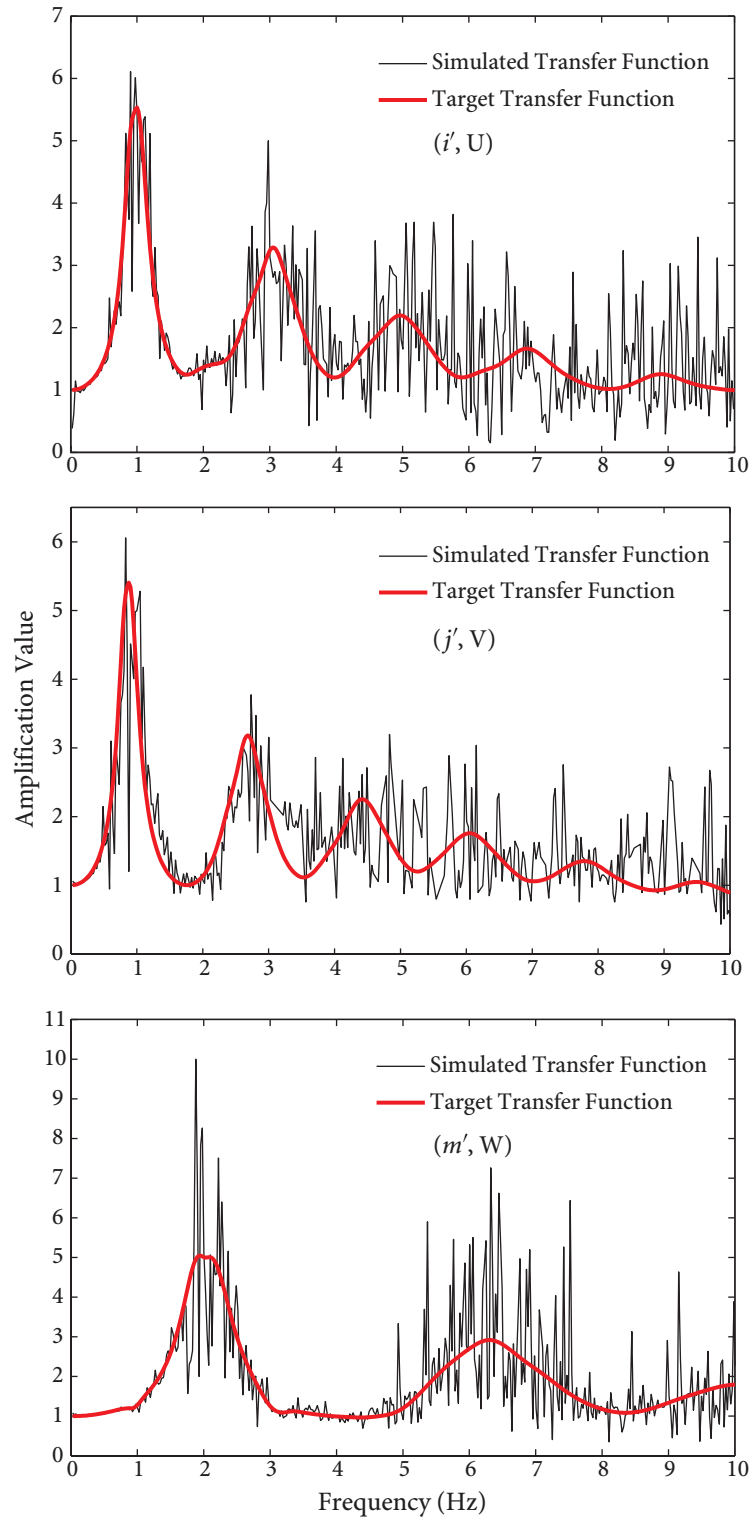 7
6
5
4
3
2
1
0
Simulated Transfer Function
Target Transfer Function
(i′, U)
0 1 2 3 4 5 6 7 8 9 10
Amplification Value
6
5
4
3
2
1
0
Simulated Transfer Function
Target Transfer Function
(j′, V)
0 1 2 3 4 5 6 7 8 9 10
11
10
9
8
7
6
5
4
3
2
1
0
Simulated Transfer Function
Target Transfer Function
(m′, W)
0 1 2 3 4 5 6 7 8 9 10
Frequency (Hz)